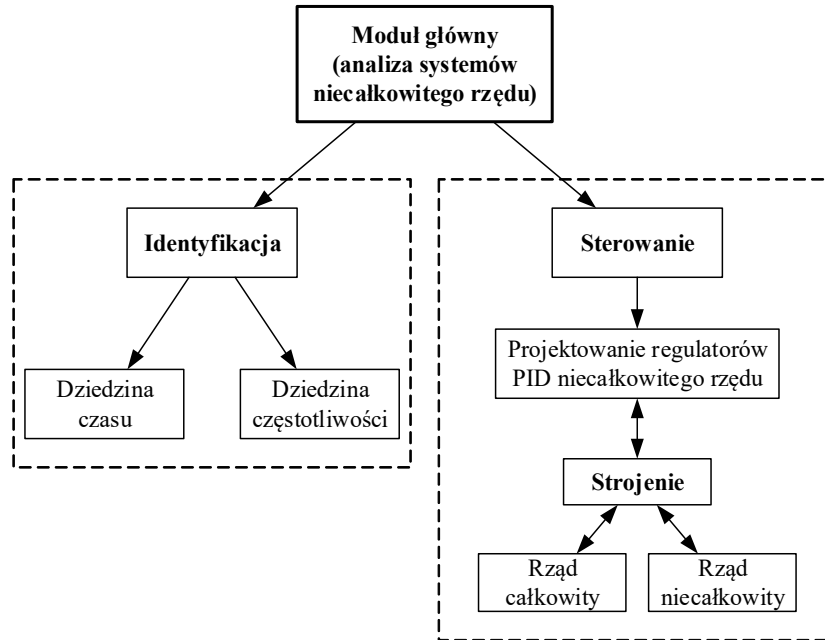 Moduł główny
(analiza systemów
niecałkowitego rzędu)
Identyfikacja
Dziedzina
czasu
Dziedzina
częstotliwości
Sterowanie
Projektowanie regulatorów
PID niecałkowitego rzędu
Strojenie
Rząd
całkowity
Rząd
niecałkowity